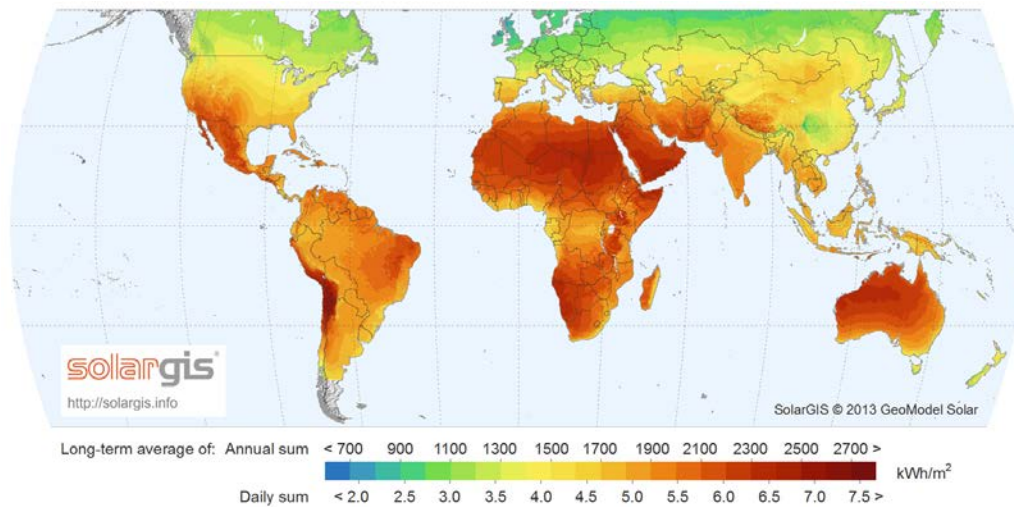 solargis®
http://solargis.info
SolarGIS © 2013 GeoModel Solar
Long-term average of: Annual sum < 700 900 1100 1300 1500 1700 1900 2100 2300 2500 2700 > kWh/m²
Daily sum < 2.0 2.5 3.0 3.5 4.0 4.5 5.0 5.5 6.0 6.5 7.0 7.5 >